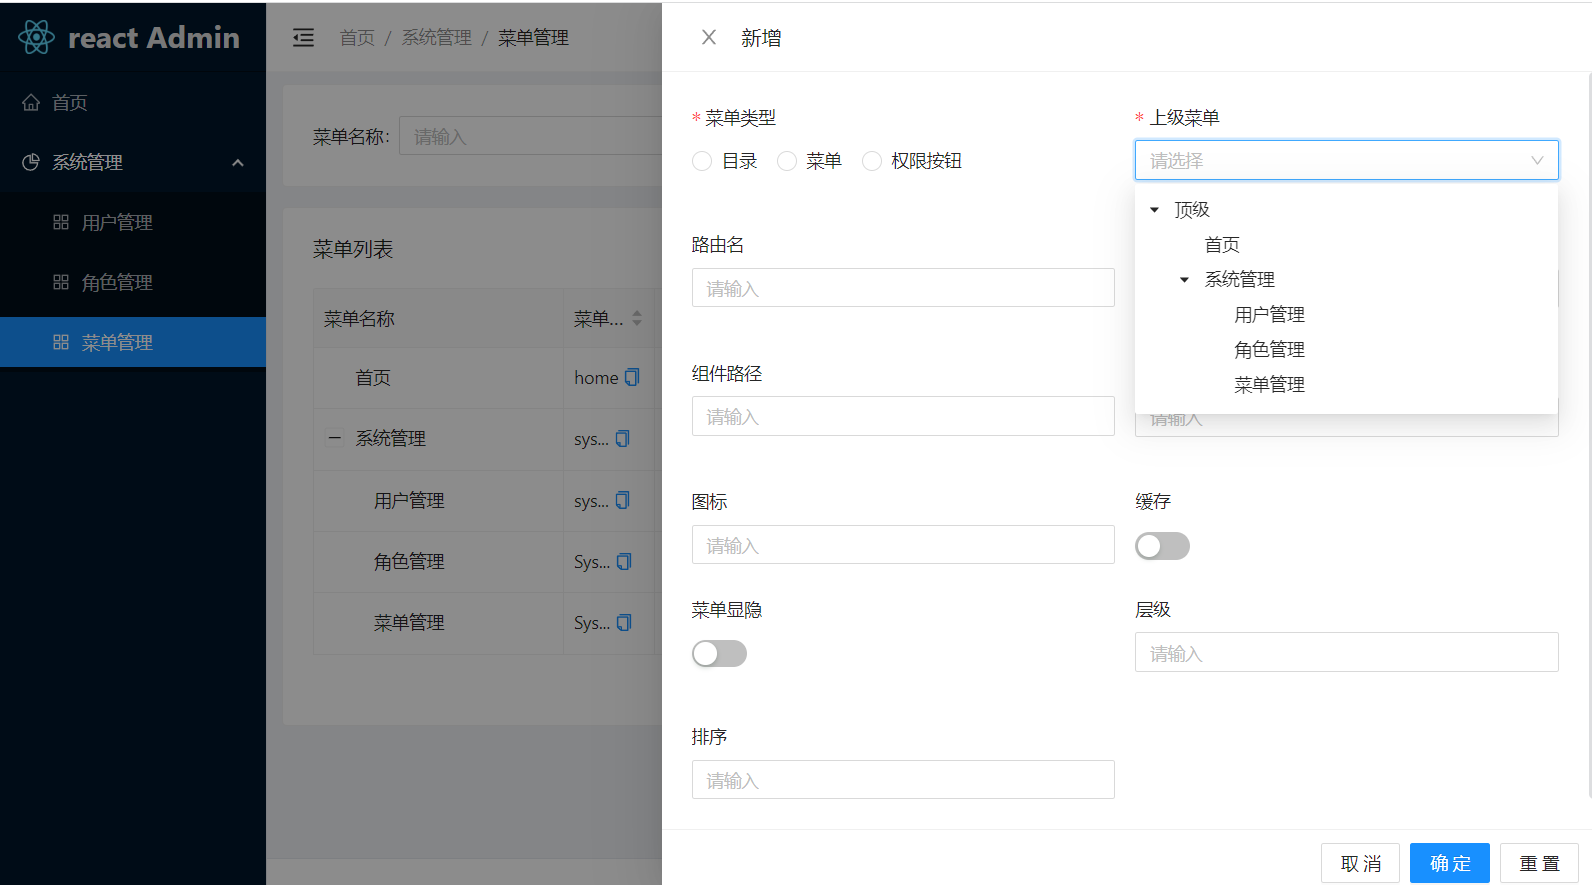 react Admin
首页
系统管理
用户管理
角色管理
菜单管理
首页 / 系统管理 / 菜单管理
菜单名称: 请输入
菜单列表
菜单名称 菜单...
首页 home
系统管理 sys...
用户管理 sys...
角色管理 Sys...
菜单管理 Sys...
新增
* 菜单类型
目录 菜单 权限按钮
* 上级菜单
请选择
顶级
首页
系统管理
用户管理
角色管理
菜单管理
路由名
请输入
组件路径
请输入
请输入
图标
请输入
缓存
菜单显隐
层级
请输入
排序
请输入
取 消 确 定 重 置